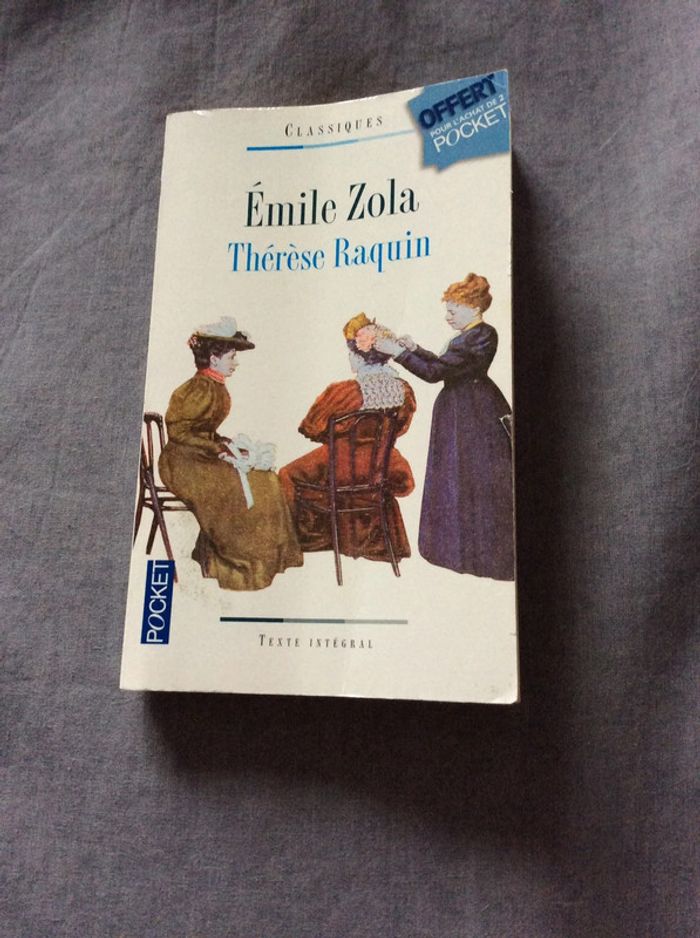 CLASSIQUES
OFFERT
POUR L'ACHAT DE 2
POCKET
Émile Zola
Thérèse Raquin
POCKET
TEXTE INTÉGRAL